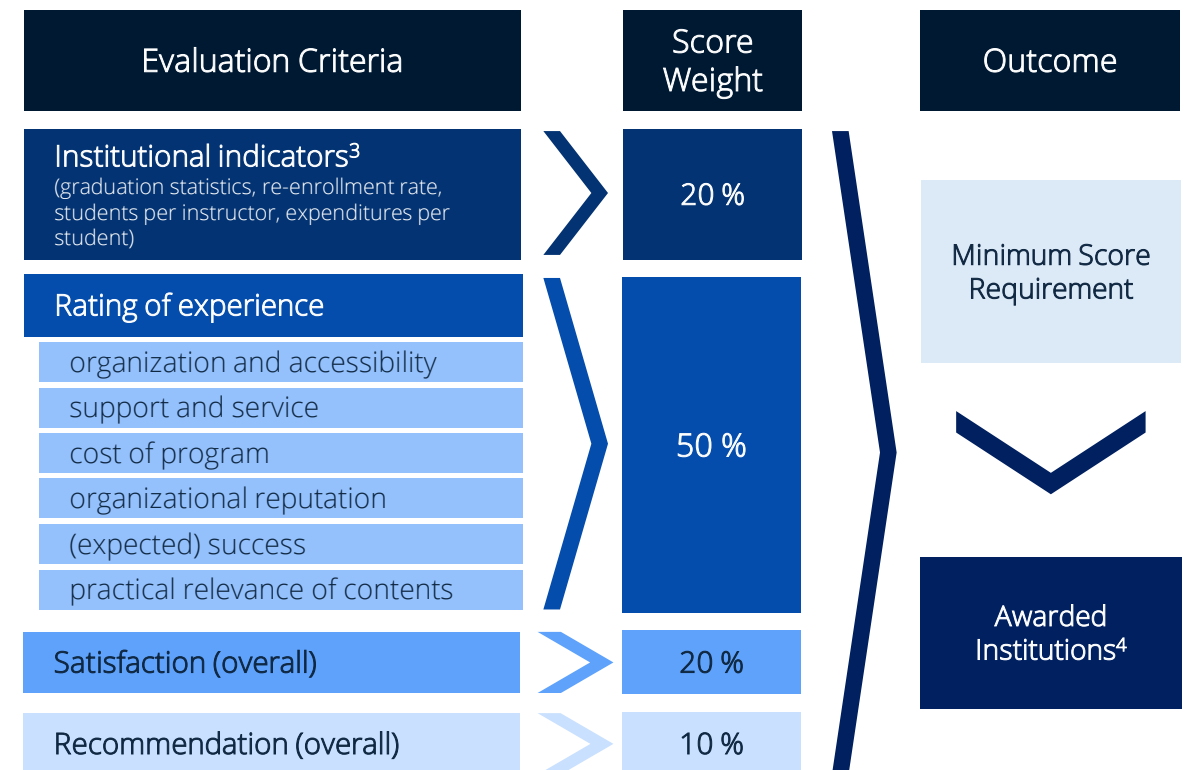 Evaluation Criteria
Score
Weight
Outcome
Institutional indicators³
(graduation statistics, re-enrollment rate,
students per instructor, expenditures per
student)
20 %
Rating of experience
organization and accessibility
support and service
cost of program
organizational reputation
(expected) success
practical relevance of contents
50 %
Satisfaction (overall)
20 %
Recommendation (overall)
10 %
Minimum Score
Requirement
Awarded
Institutions⁴